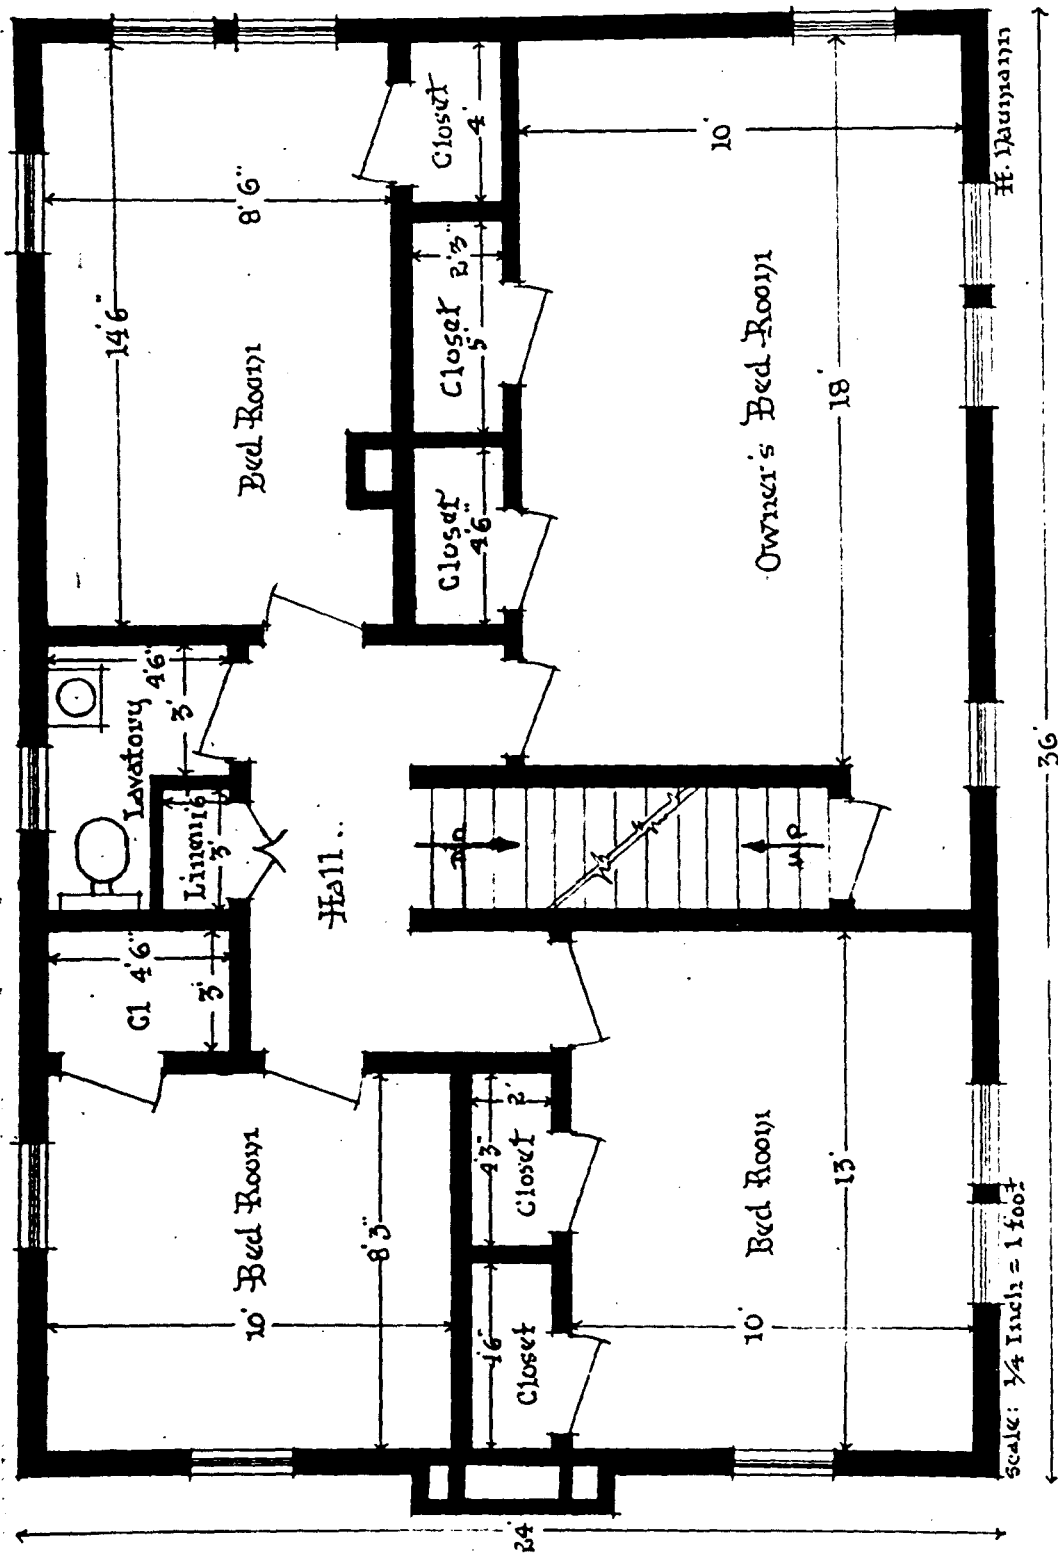 Bed Room
14'6"
8'6"
Closet
4'
Closet
5'
2'3"
Closet
4'6"
Owner's Bed Room
18'
10'
Lavatory
4'6"
3'
Linen
3'
Hall
Dn
Up
Cl
4'6"
3'
Bed Room
10'
8'3"
Closet
4'3"
2'
Closet
Bed Room
13'
10'
24'
36'
Scale: 1/4 Inch = 1 foot
H. Naumann